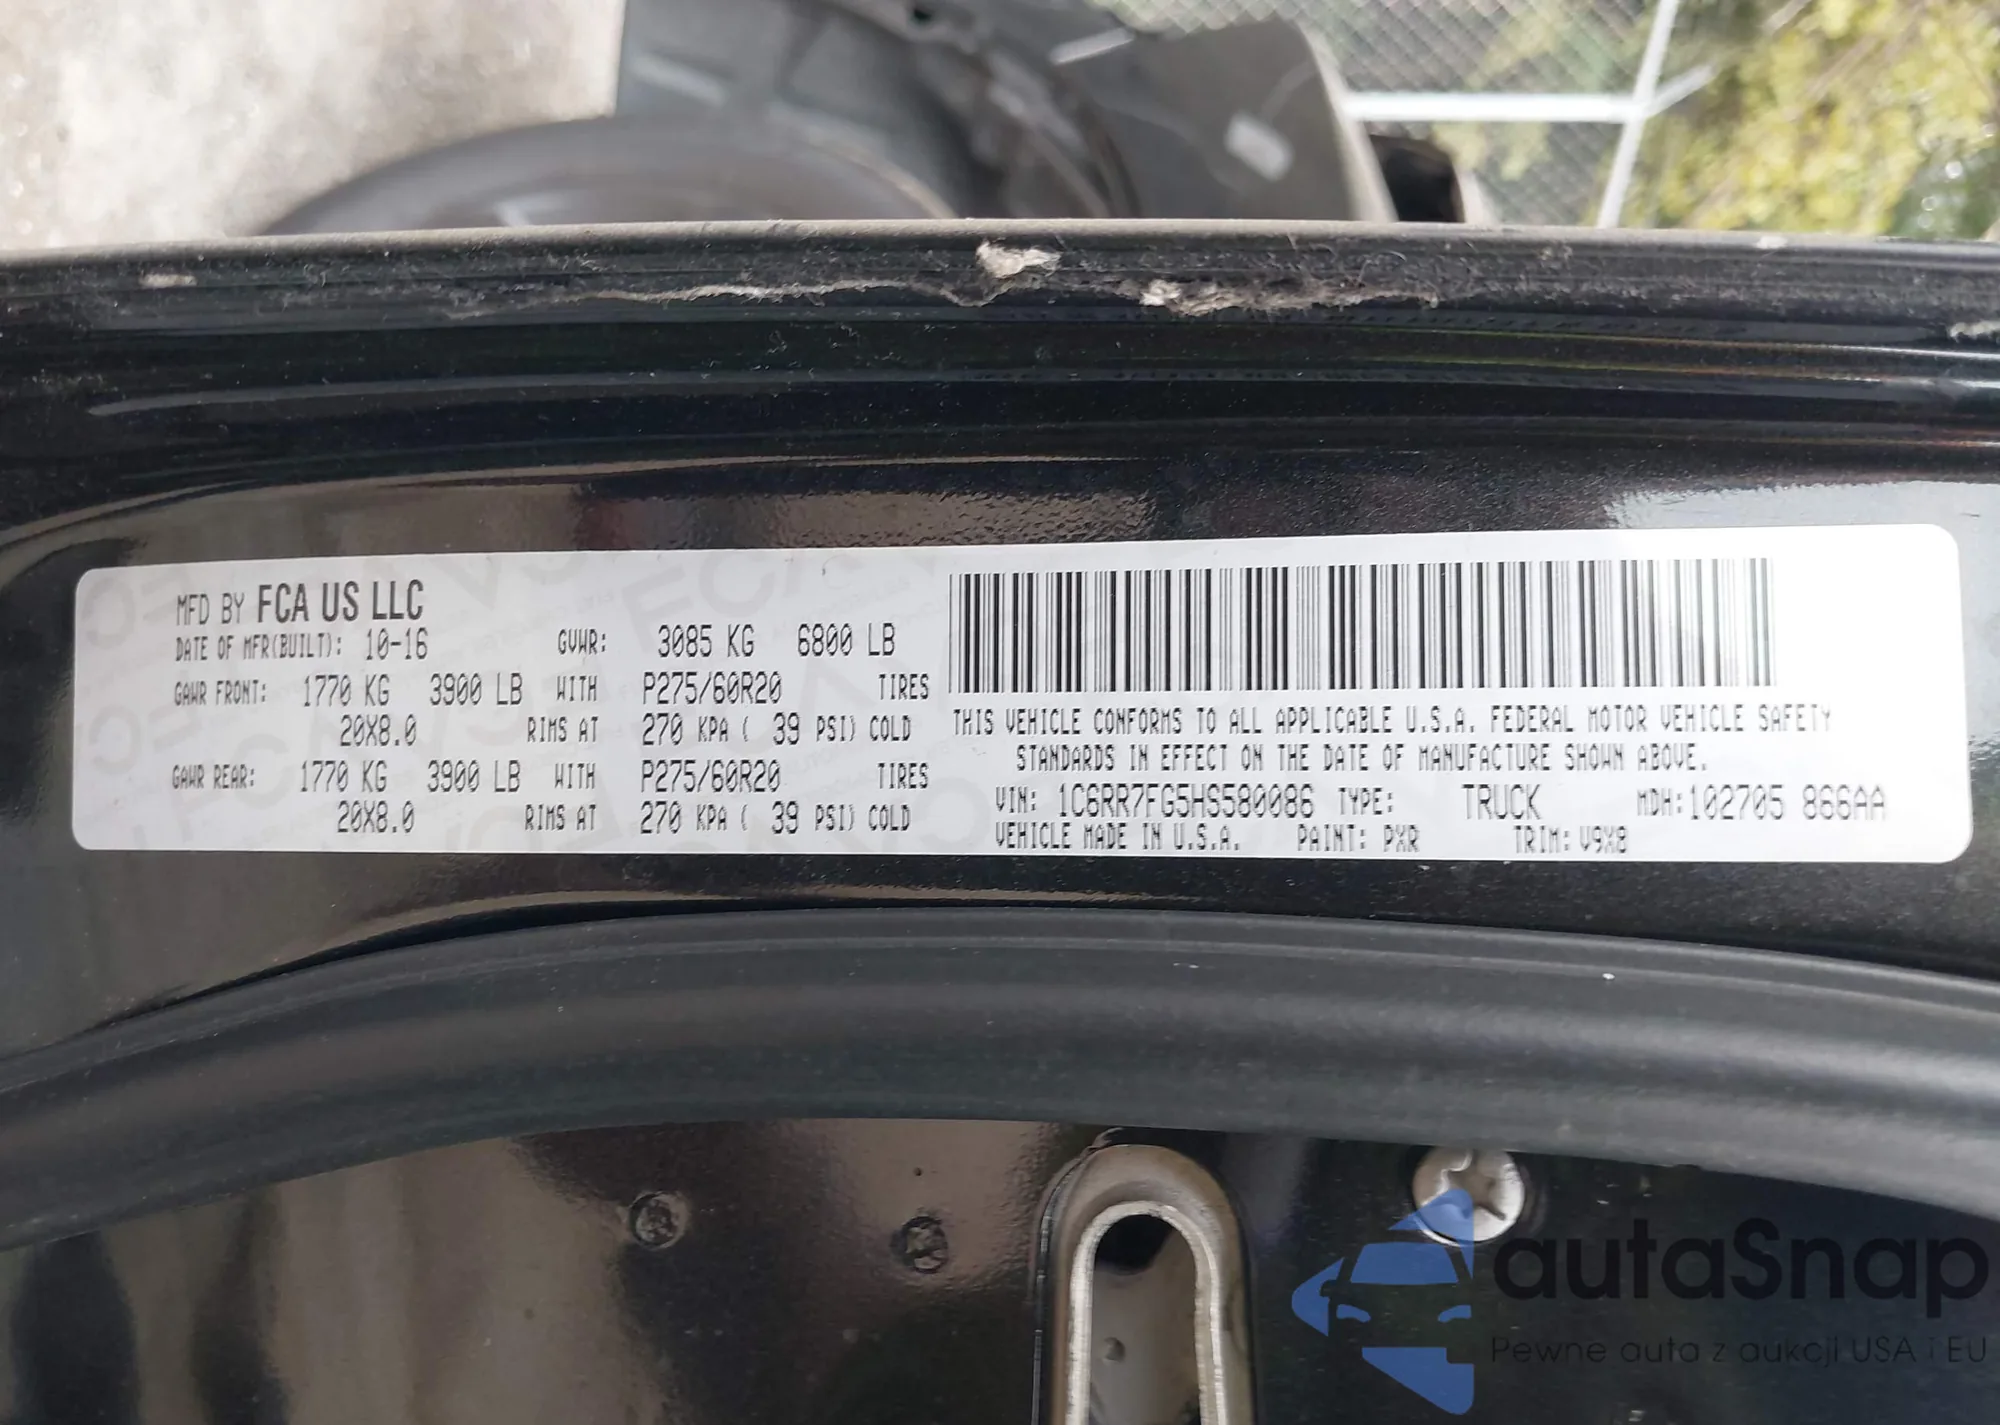 MFD BY FCA US LLC
DATE OF MFR(BUILT): 10-16 GVWR: 3085 KG 6800 LB
GAWR FRONT: 1770 KG 3900 LB WITH P275/60R20 TIRES
20X8.0 RIMS AT 270 KPA ( 39 PSI) COLD
GAWR REAR: 1770 KG 3900 LB WITH P275/60R20 TIRES
20X8.0 RIMS AT 270 KPA ( 39 PSI) COLD
THIS VEHICLE CONFORMS TO ALL APPLICABLE U.S.A. FEDERAL MOTOR VEHICLE SAFETY
STANDARDS IN EFFECT ON THE DATE OF MANUFACTURE SHOWN ABOVE.
VIN: 1C6RR7FG5HS580086 TYPE: TRUCK MDH:102705 866AA
VEHICLE MADE IN U.S.A. PAINT: PXR TRIM: V9X8
autoSnap
Pewne auta z aukcji USA i EU